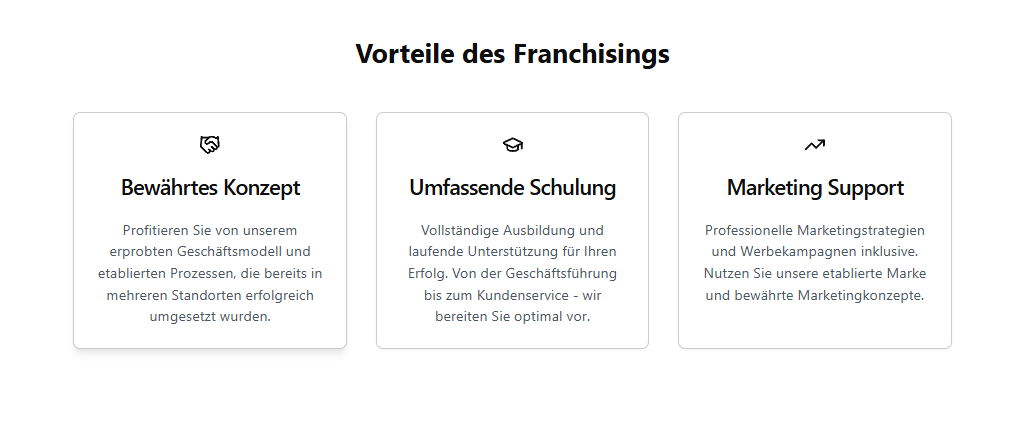 Vorteile des Franchisings
Bewährtes Konzept
Profitieren Sie von unserem
erprobten Geschäftsmodell und
etablierten Prozessen, die bereits in
mehreren Standorten erfolgreich
umgesetzt wurden.
Umfassende Schulung
Vollständige Ausbildung und
laufende Unterstützung für Ihren
Erfolg. Von der Geschäftsführung
bis zum Kundenservice - wir
bereiten Sie optimal vor.
Marketing Support
Professionelle Marketingstrategien
und Werbekampagnen inklusive.
Nutzen Sie unsere etablierte Marke
und bewährte Marketingkonzepte.